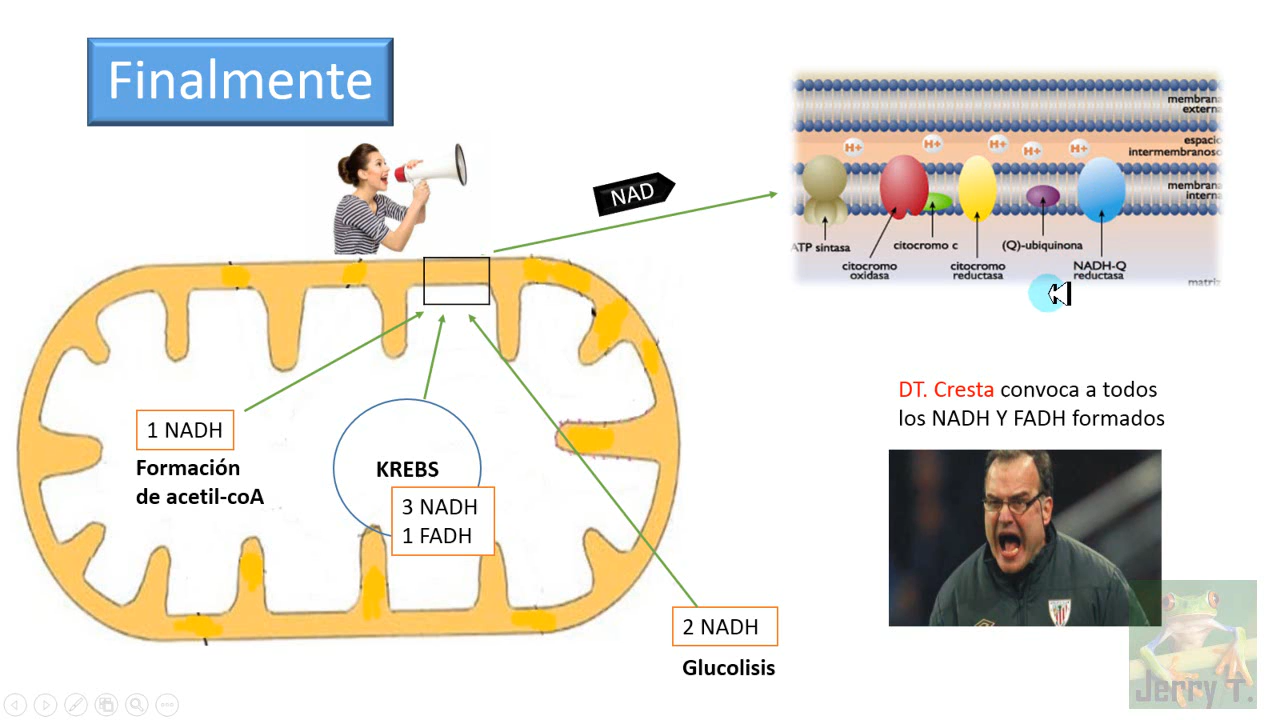 Finalmente
NAD
membrana
externa
espacio
intermembranoso
membrana
interna
H+
H+
H+
H+
H+
ATP sintasa
citocromo c
(Q)-ubiquinona
citocromo
oxidasa
citocromo
reductasa
NADH-Q
reductasa
matriz
DT. Cresta convoca a todos
los NADH Y FADH formados
1 NADH
Formación
de acetil-coA
KREBS
3 NADH
1 FADH
2 NADH
Glucolisis
Jerry T.